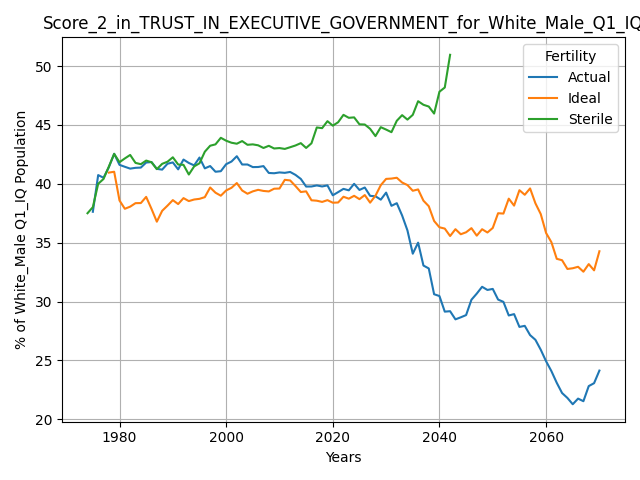 Score_2_in_TRUST_IN_EXECUTIVE_GOVERNMENT_for_White_Male_Q1_IQ
Fertility
Actual
Ideal
Sterile
% of White_Male Q1_IQ Population
50
45
40
35
30
25
20
1980
2000
2020
2040
2060
Years